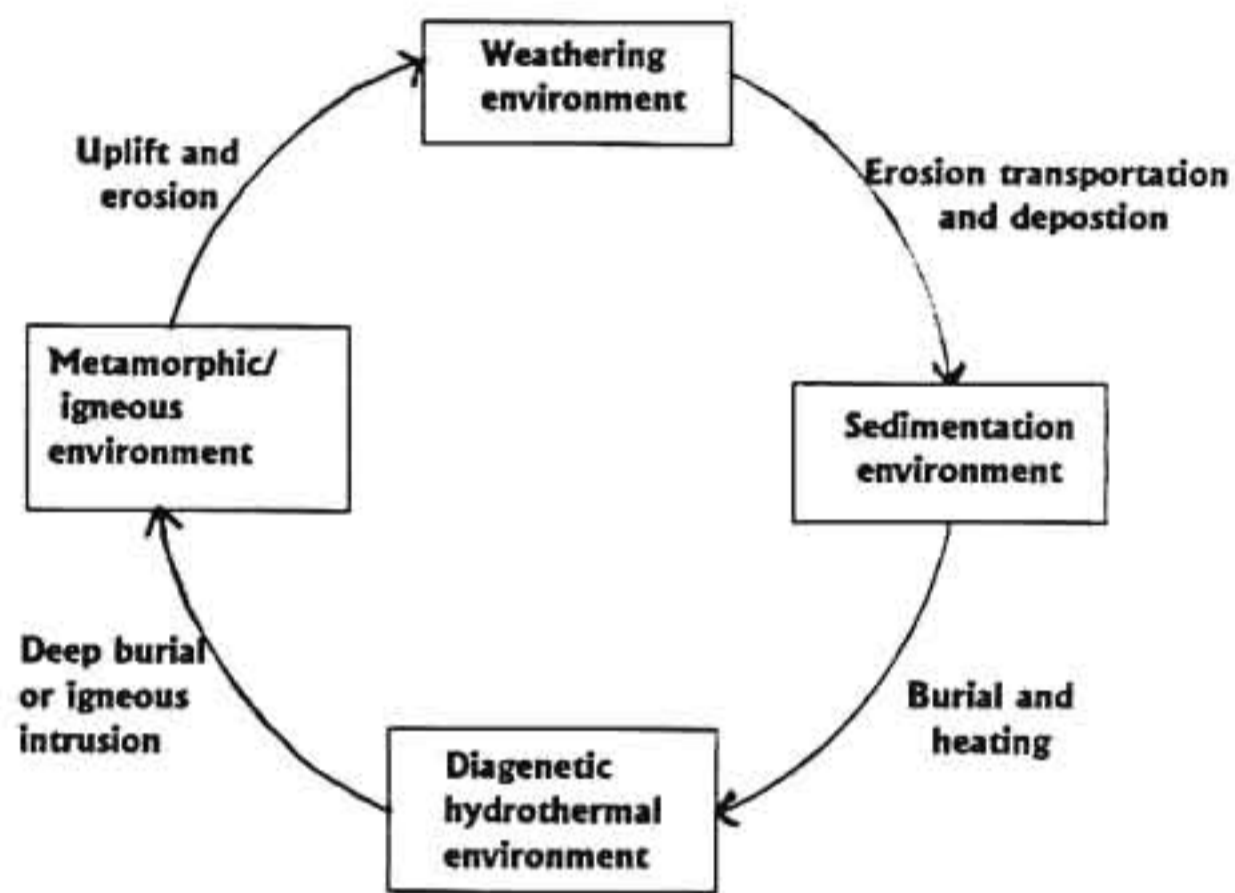 Weathering
environment
Erosion transportation
and depostion
Sedimentation
environment
Burial and
heating
Diagenetic
hydrothermal
environment
Deep burial
or igneous
intrusion
Metamorphic/
igneous
environment
Uplift and
erosion